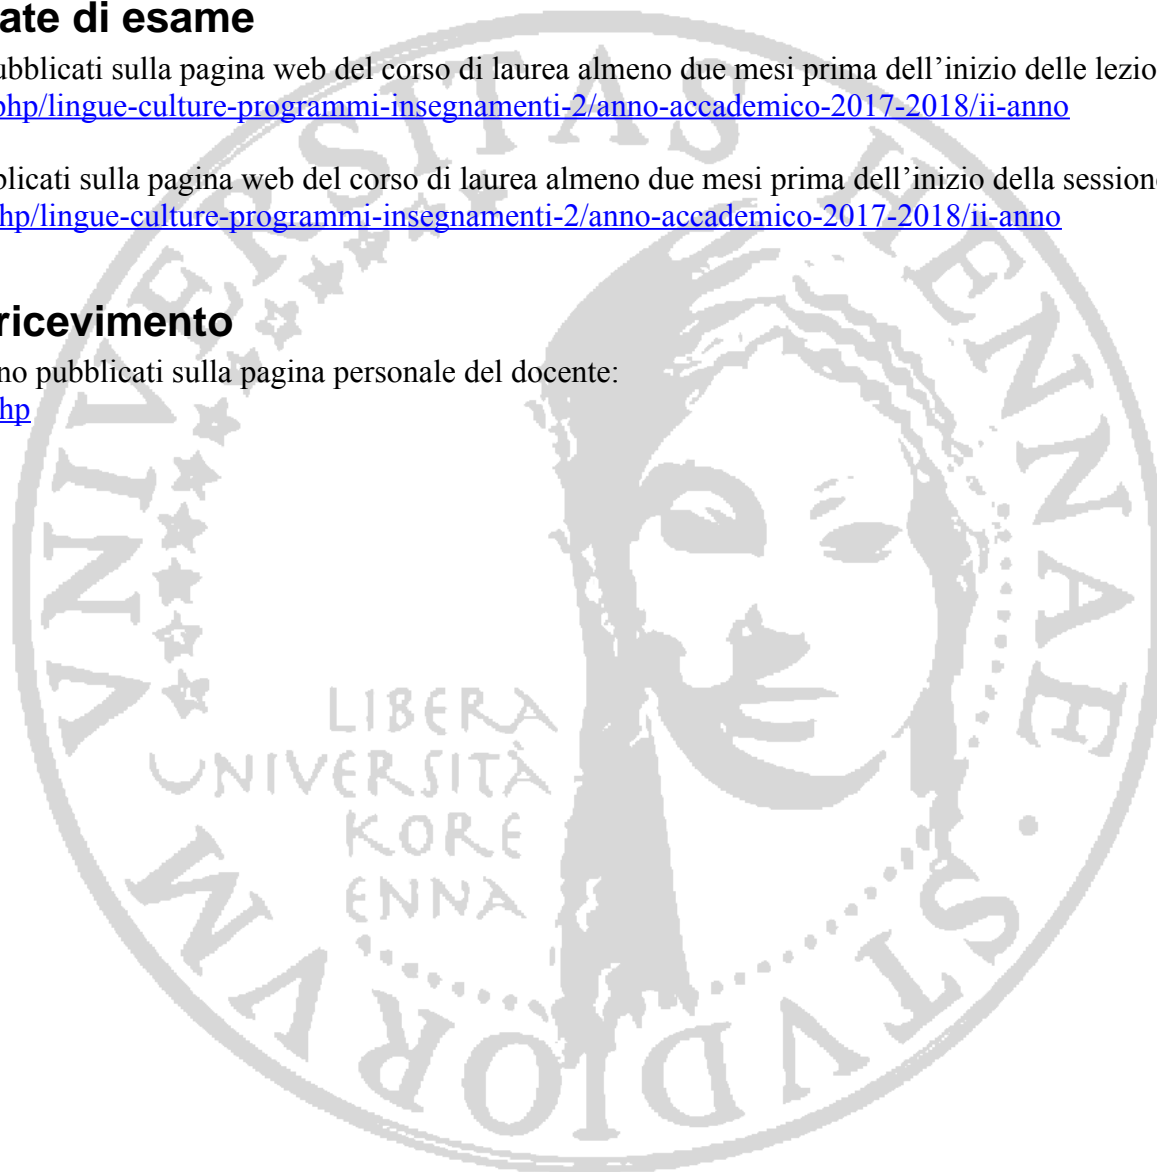 ate di esame
ubblicati sulla pagina web del corso di laurea almeno due mesi prima dell’inizio delle lezio
php/lingue-culture-programmi-insegnamenti-2/anno-accademico-2017-2018/ii-anno
blicati sulla pagina web del corso di laurea almeno due mesi prima dell’inizio della sessione
hp/lingue-culture-programmi-insegnamenti-2/anno-accademico-2017-2018/ii-anno
ricevimento
no pubblicati sulla pagina personale del docente:
hp
VNIVERSITAS HENNAE · STVDIORVM
LIBERA
UNIVERSITÀ
KORE
ENNA